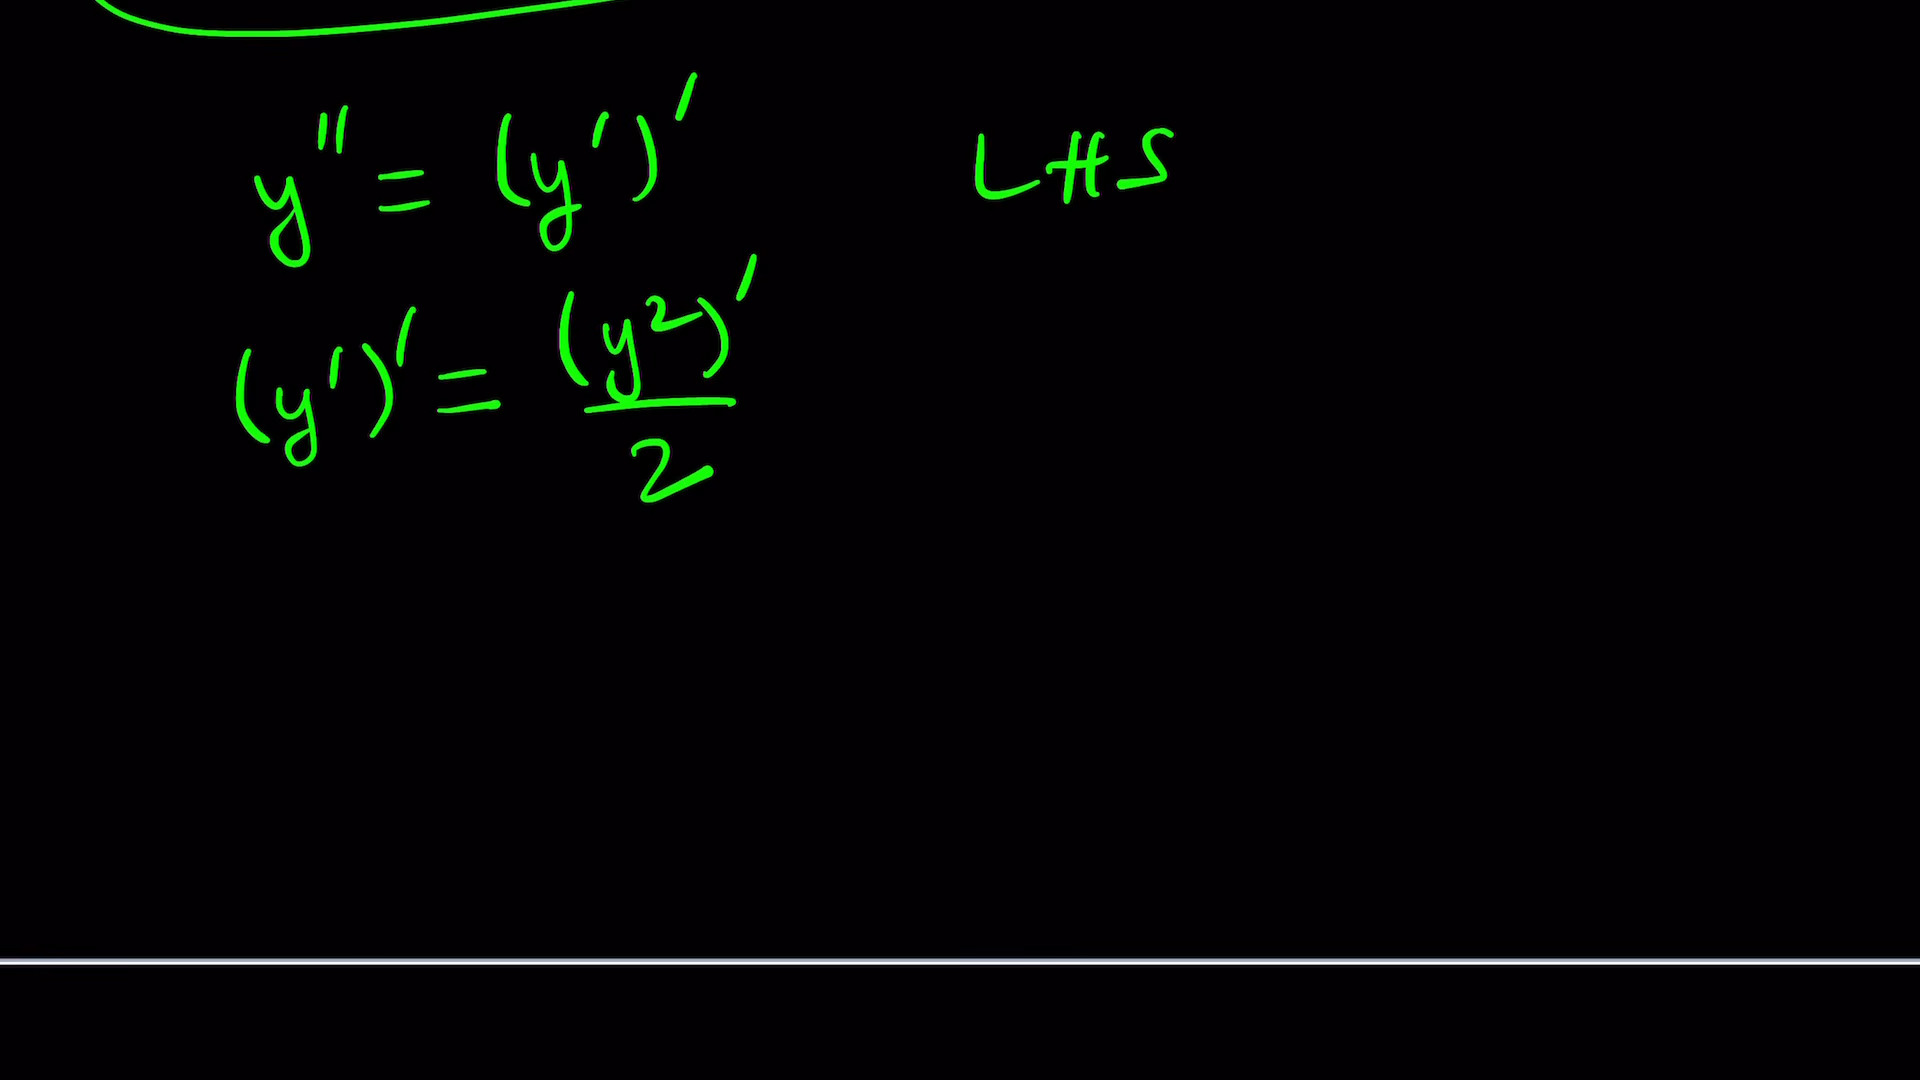 y'' = (y')' LHS
(y')' = (y²)' / 2